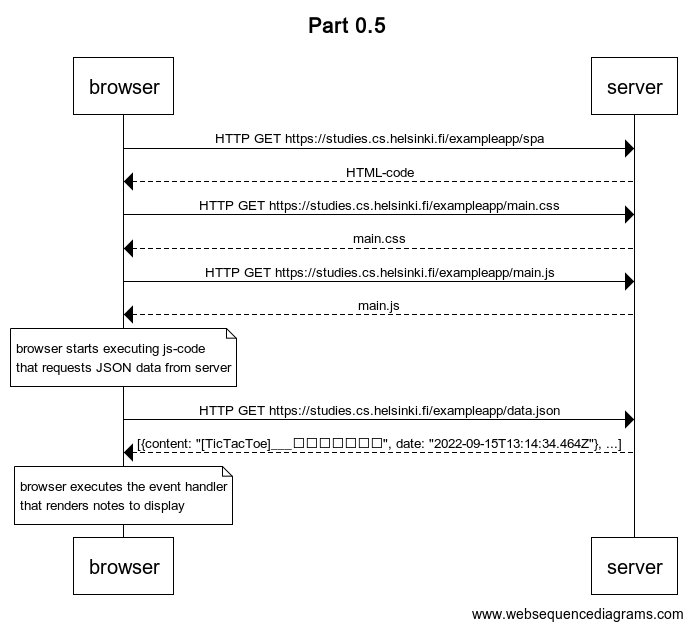 Part 0.5
browser
server
HTTP GET https://studies.cs.helsinki.fi/exampleapp/spa
HTML-code
HTTP GET https://studies.cs.helsinki.fi/exampleapp/main.css
main.css
HTTP GET https://studies.cs.helsinki.fi/exampleapp/main.js
main.js
browser starts executing js-code
that requests JSON data from server
HTTP GET https://studies.cs.helsinki.fi/exampleapp/data.json
[{content: "[TicTacToe]___□□□□□□□", date: "2022-09-15T13:14:34.464Z"}, ...]
browser executes the event handler
that renders notes to display
browser
server
www.websequencediagrams.com